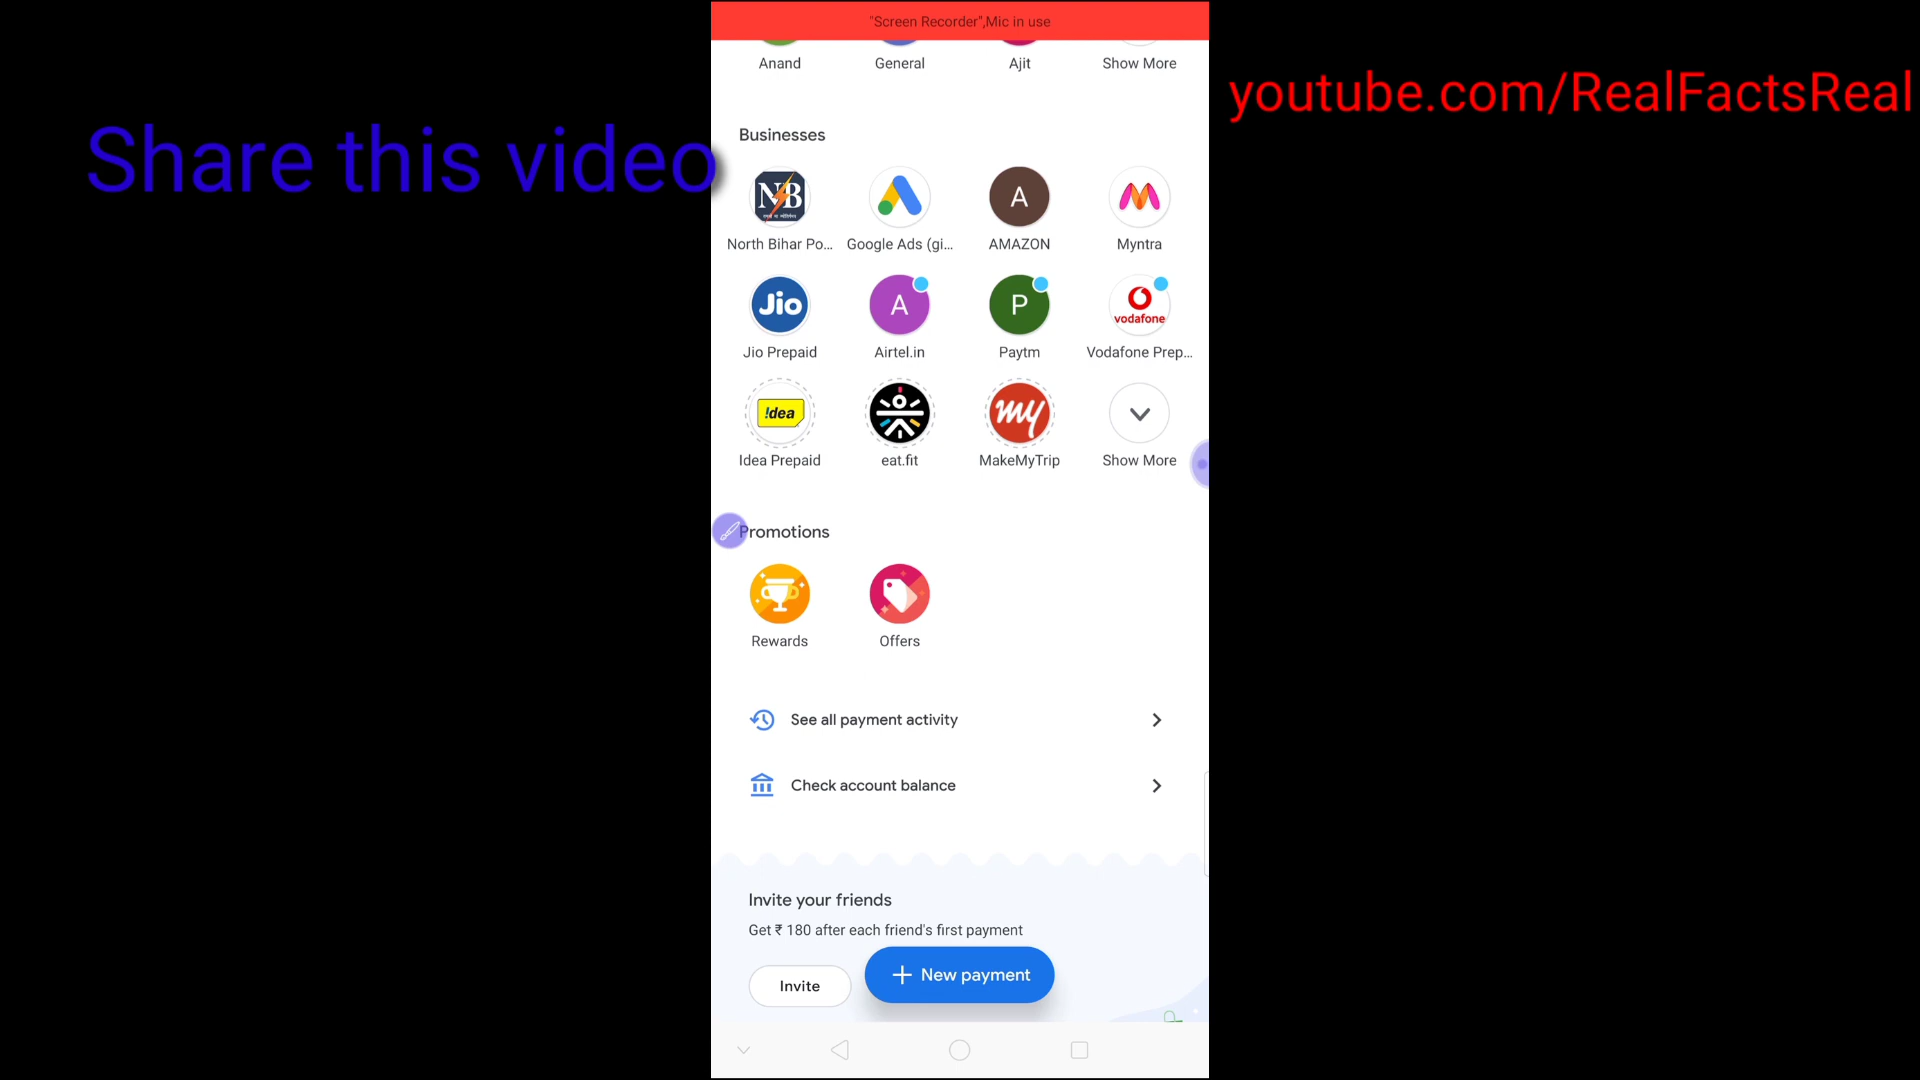 "Screen Recorder",Mic in use
Anand General Ajit Show More
youtube.com/RealFactsReal
Share this video
Businesses
NB
North Bihar Po... Google Ads (gi... A AMAZON Myntra
Jio A P vodafone
Jio Prepaid Airtel.in Paytm Vodafone Prep...
!dea my
Idea Prepaid eat.fit MakeMyTrip Show More
Promotions
Rewards Offers
See all payment activity
Check account balance
Invite your friends
Get ₹ 180 after each friend's first payment
Invite + New payment